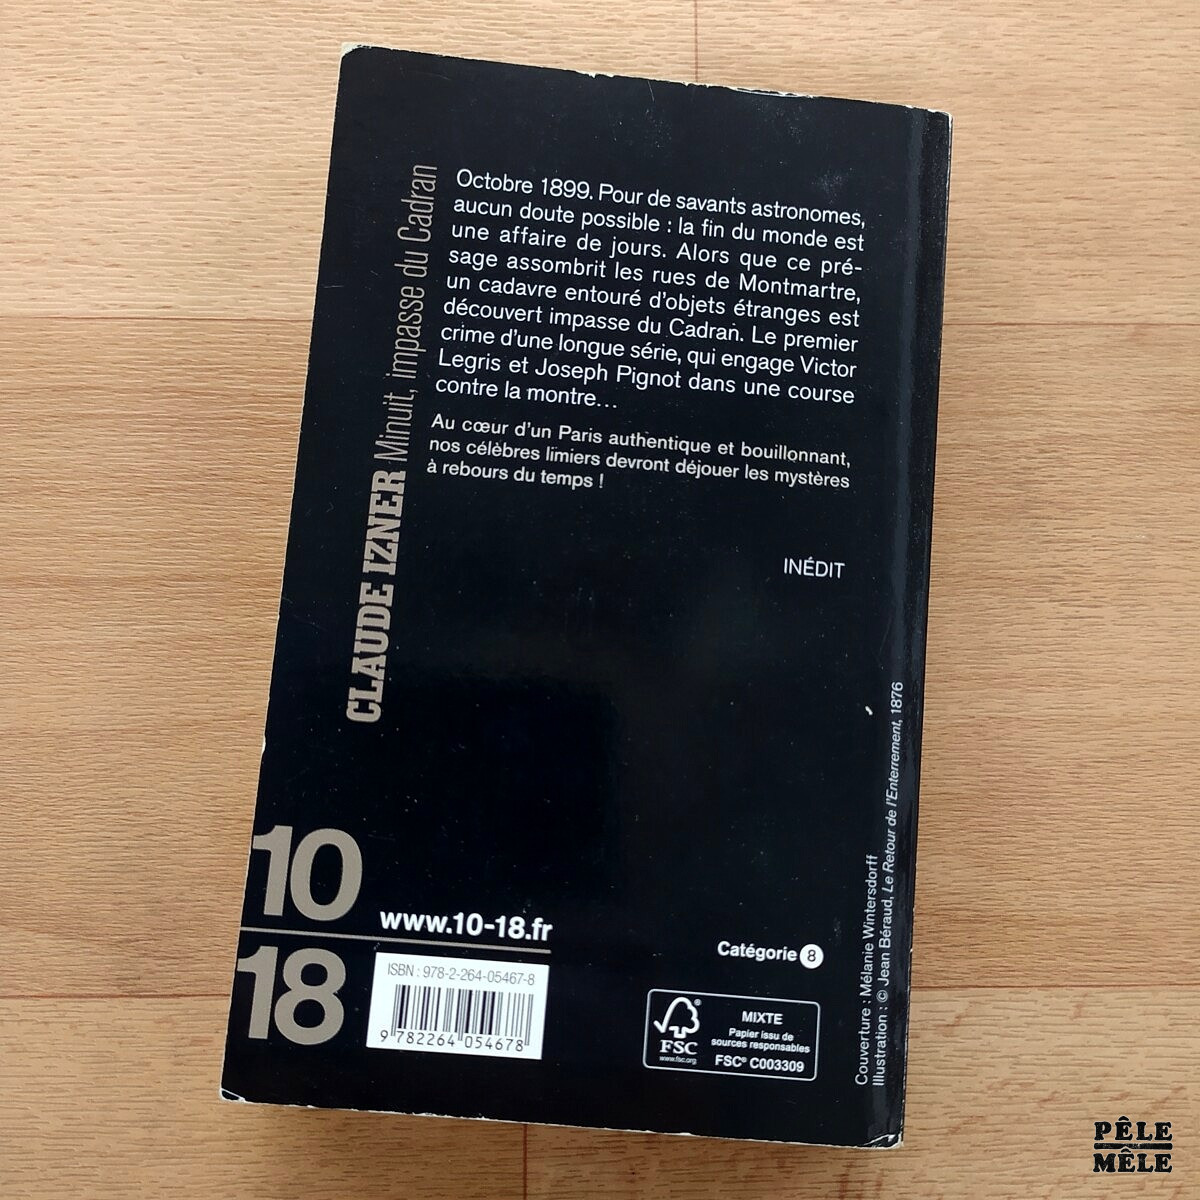 Octobre 1899. Pour de savants astronomes,
aucun doute possible : la fin du monde est
une affaire de jours. Alors que ce pré-
sage assombrit les rues de Montmartre,
un cadavre entouré d'objets étranges est
découvert impasse du Cadran. Le premier
crime d'une longue série, qui engage Victor
Legris et Joseph Pignot dans une course
contre la montre...
Au cœur d'un Paris authentique et bouillonnant,
nos célèbres limiers devront déjouer les mystères
à rebours du temps !
INÉDIT
CLAUDE IZNER Minuit, impasse du Cadran
10
18
www.10-18.fr
ISBN : 978-2-264-05467-8
9 782264 054678
Catégorie 8
FSC®
www.fsc.org
MIXTE
Papier issu de
sources responsables
FSC® C003309
Couverture : Mélanie Wintersdorff
Illustration : © Jean Béraud, Le Retour de l'Enterrement, 1876
PÊLE
MÊLE